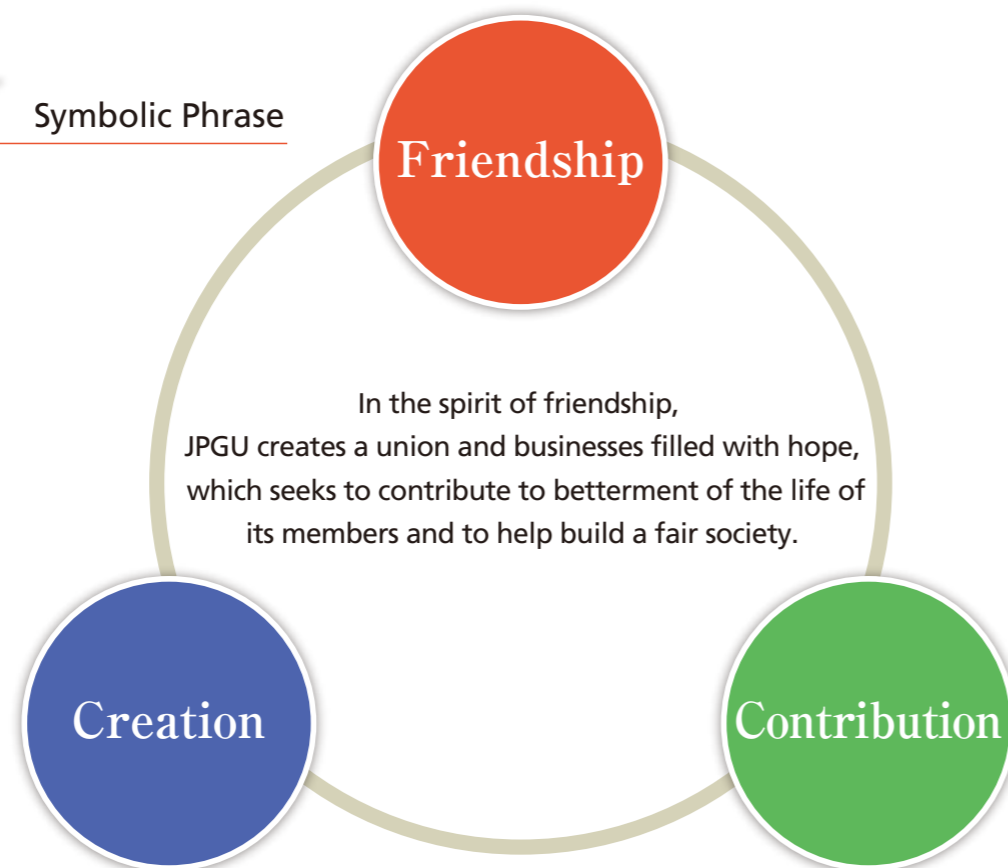 Symbolic Phrase
Friendship
In the spirit of friendship,
JPGU creates a union and businesses filled with hope,
which seeks to contribute to betterment of the life of
its members and to help build a fair society.
Creation
Contribution